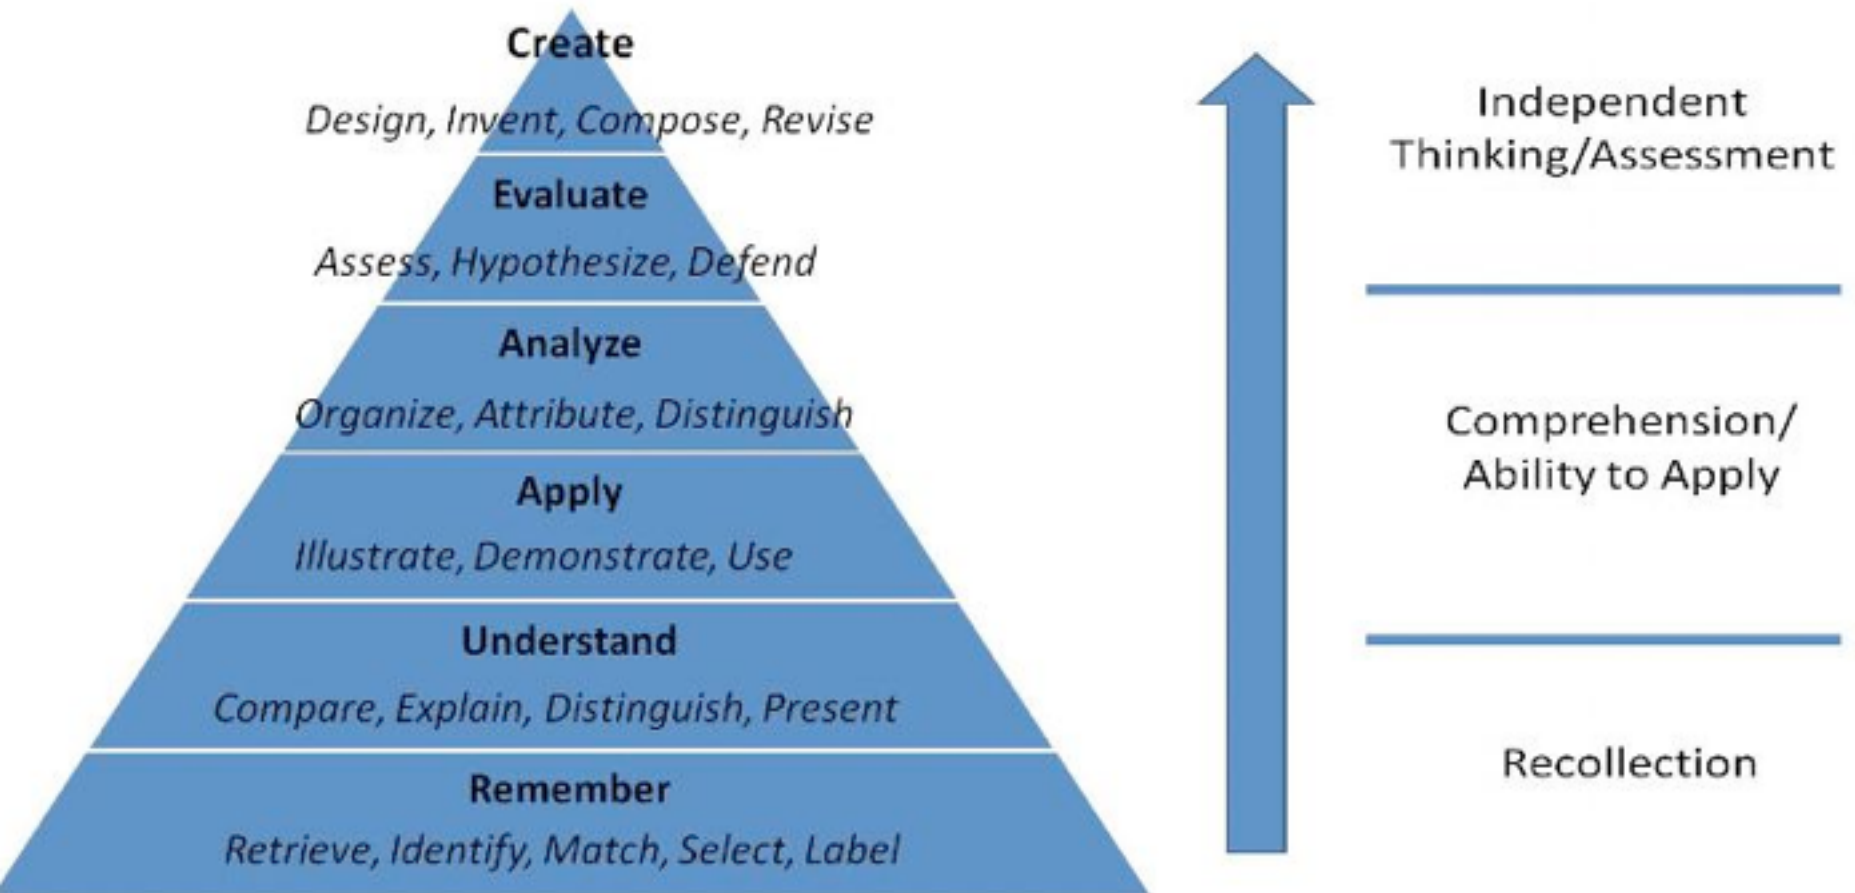 Create
Design, Invent, Compose, Revise
Evaluate
Assess, Hypothesize, Defend
Analyze
Organize, Attribute, Distinguish
Apply
Illustrate, Demonstrate, Use
Understand
Compare, Explain, Distinguish, Present
Remember
Retrieve, Identify, Match, Select, Label
Independent
Thinking/Assessment
Comprehension/
Ability to Apply
Recollection